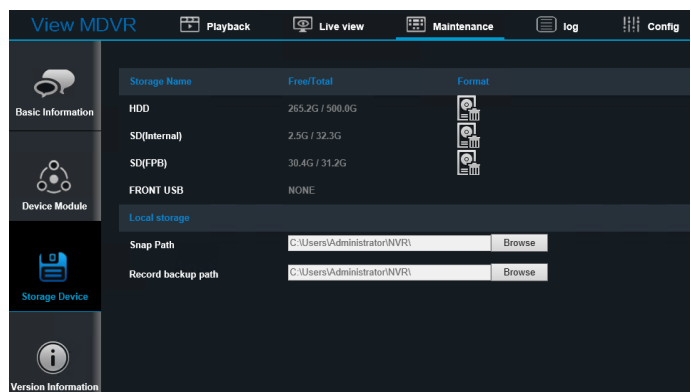 View MDVR Playback Live view Maintenance log Config
Storage Name Free/Total Format
Basic Information
HDD 265.2G / 500.0G
SD(Internal) 2.5G / 32.3G
SD(FPB) 30.4G / 31.2G
FRONT USB NONE
Device Module
Local storage
Snap Path C:\Users\Administrator\NVR\ Browse
Record backup path C:\Users\Administrator\NVR\ Browse
Storage Device
Version Information